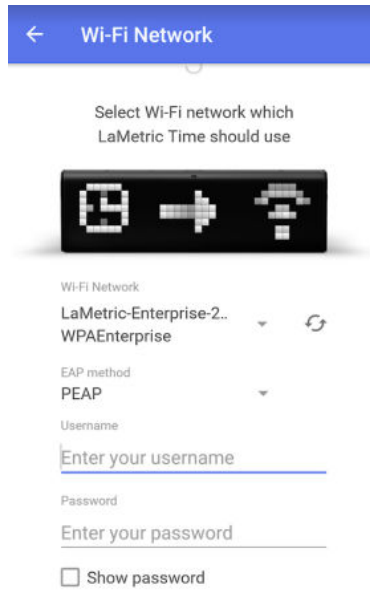 Wi-Fi Network
Select Wi-Fi network which
LaMetric Time should use
Wi-Fi Network
LaMetric-Enterprise-2..
WPAEnterprise
EAP method
PEAP
Username
Enter your username
Password
Enter your password
Show password